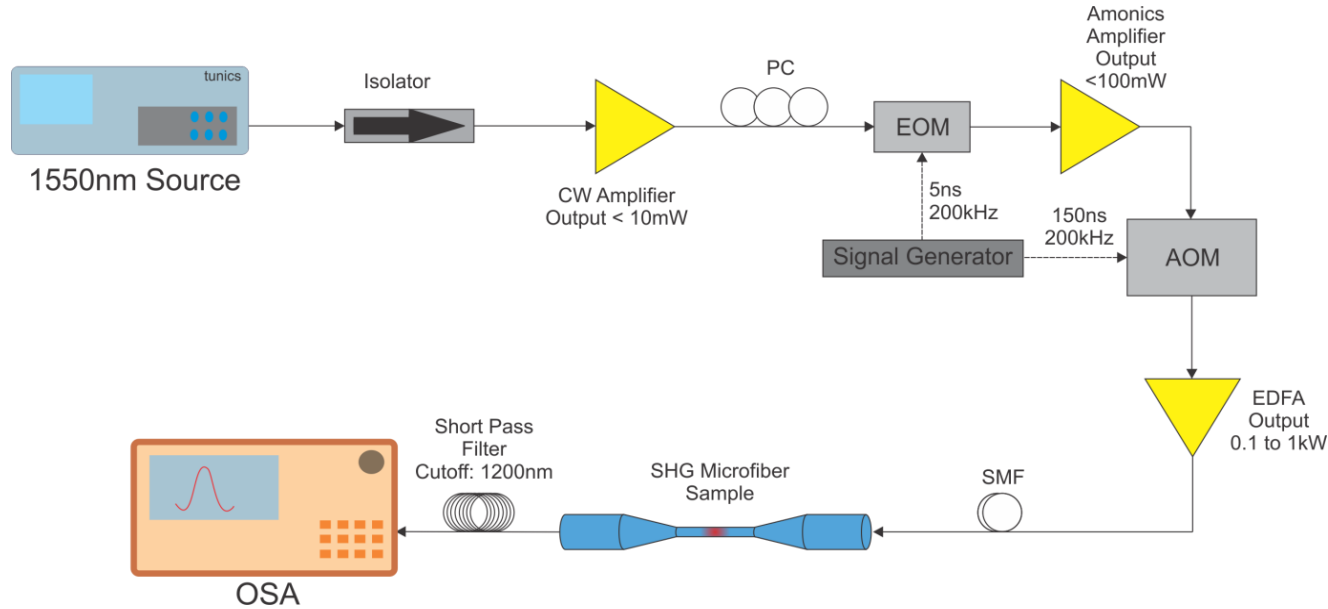 tunics
1550nm Source
Isolator
CW Amplifier
Output < 10mW
PC
EOM
5ns
200kHz
Signal Generator
Amonics
Amplifier
Output
<100mW
150ns
200kHz
AOM
EDFA
Output
0.1 to 1kW
SMF
SHG Microfiber
Sample
Short Pass
Filter
Cutoff: 1200nm
OSA